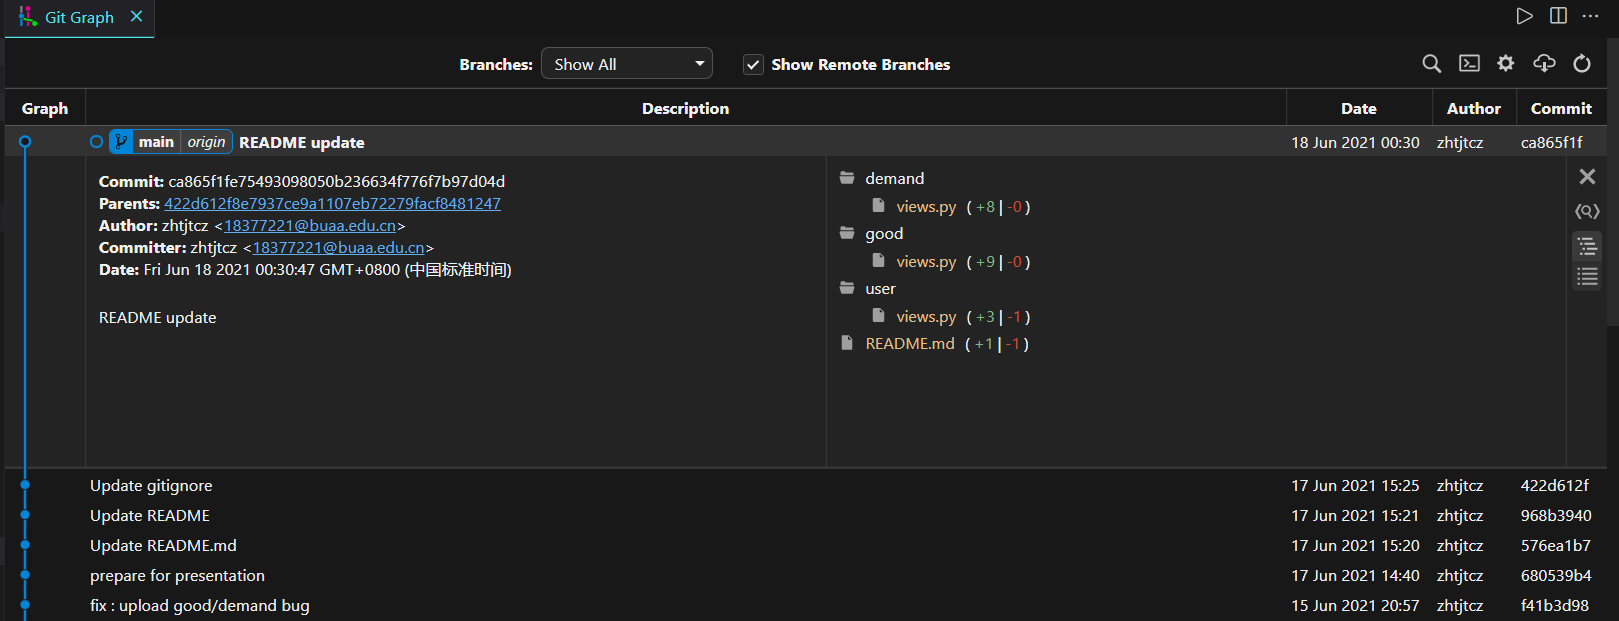 Git Graph
Branches: Show All Show Remote Branches
Graph Description Date Author Commit
main origin README update 18 Jun 2021 00:30 zhtjtcz ca865f1f
Commit: ca865f1fe75493098050b236634f776f7b97d04d
Parents: 422d612f8e7937ce9a1107eb72279facf8481247
Author: zhtjtcz <18377221@buaa.edu.cn>
Committer: zhtjtcz <18377221@buaa.edu.cn>
Date: Fri Jun 18 2021 00:30:47 GMT+0800 (中国标准时间)
README update
demand
views.py ( +8 | -0 )
good
views.py ( +9 | -0 )
user
views.py ( +3 | -1 )
README.md ( +1 | -1 )
Update gitignore 17 Jun 2021 15:25 zhtjtcz 422d612f
Update README 17 Jun 2021 15:21 zhtjtcz 968b3940
Update README.md 17 Jun 2021 15:20 zhtjtcz 576ea1b7
prepare for presentation 17 Jun 2021 14:40 zhtjtcz 680539b4
fix : upload good/demand bug 15 Jun 2021 20:57 zhtjtcz f41b3d98